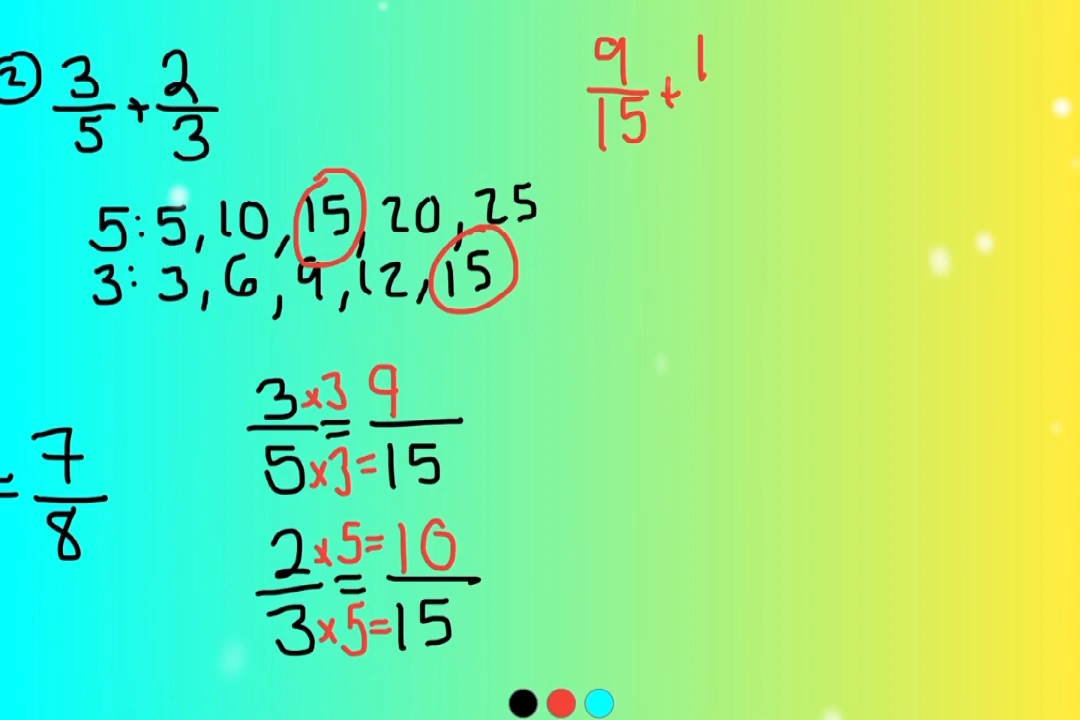 ② 3/5 + 2/3
9/15 + 1
5: 5, 10, 15, 20, 25
3: 3, 6, 9, 12, 15
3×3 = 9
5×3 = 15
= 7/8
2×5 = 10
3×5 = 15